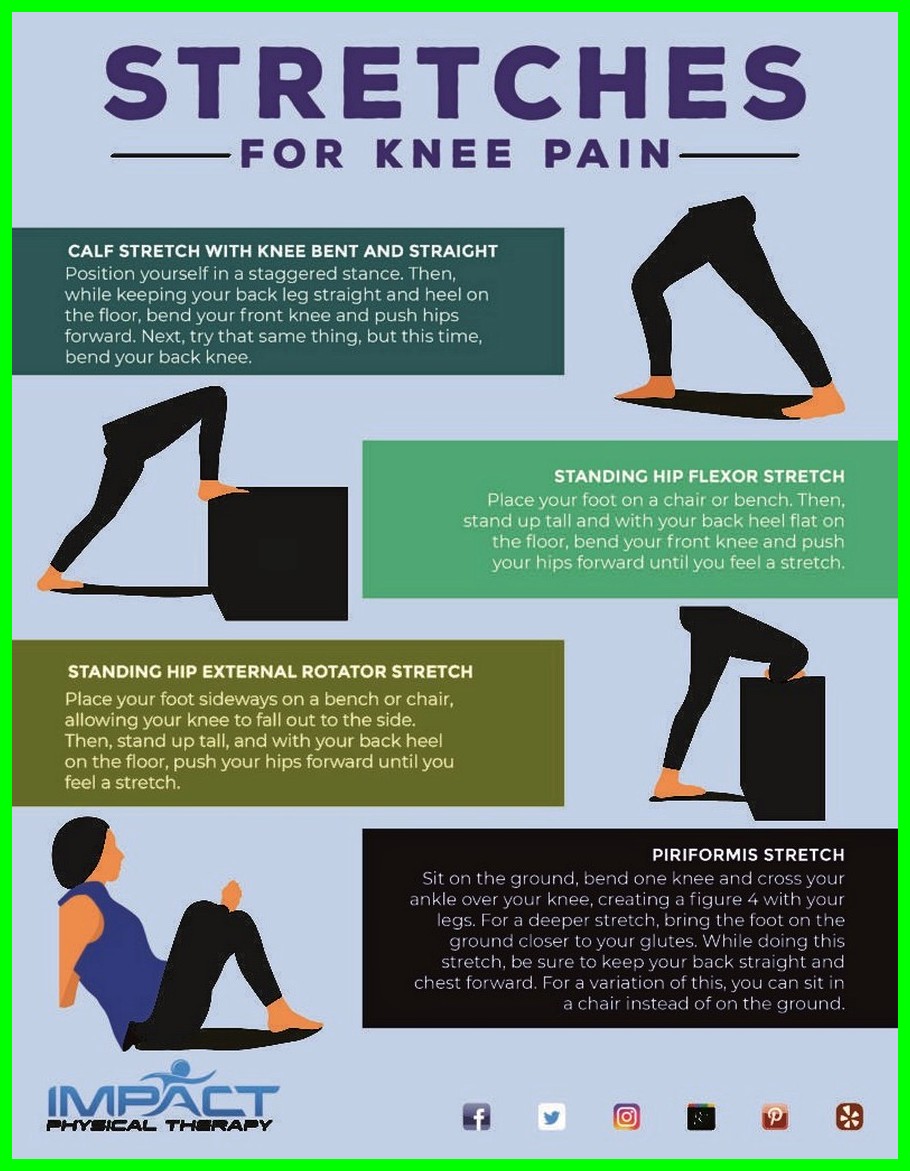 STRETCHES
FOR KNEE PAIN
CALF STRETCH WITH KNEE BENT AND STRAIGHT
Position yourself in a staggered stance. Then,
while keeping your back leg straight and heel on
the floor, bend your front knee and push hips
forward. Next, try that same thing, but this time,
bend your back knee.
STANDING HIP FLEXOR STRETCH
Place your foot on a chair or bench. Then,
stand up tall and with your back heel flat on
the floor, bend your front knee and push
your hips forward until you feel a stretch.
STANDING HIP EXTERNAL ROTATOR STRETCH
Place your foot sideways on a bench or chair,
allowing your knee to fall out to the side.
Then, stand up tall, and with your back heel
on the floor, push your hips forward until you
feel a stretch.
PIRIFORMIS STRETCH
Sit on the ground, bend one knee and cross your
ankle over your knee, creating a figure 4 with your
legs. For a deeper stretch, bring the foot on the
ground closer to your glutes. While doing this
stretch, be sure to keep your back straight and
chest forward. For a variation of this, you can sit in
a chair instead of on the ground.
IMPACT
PHYSICAL THERAPY